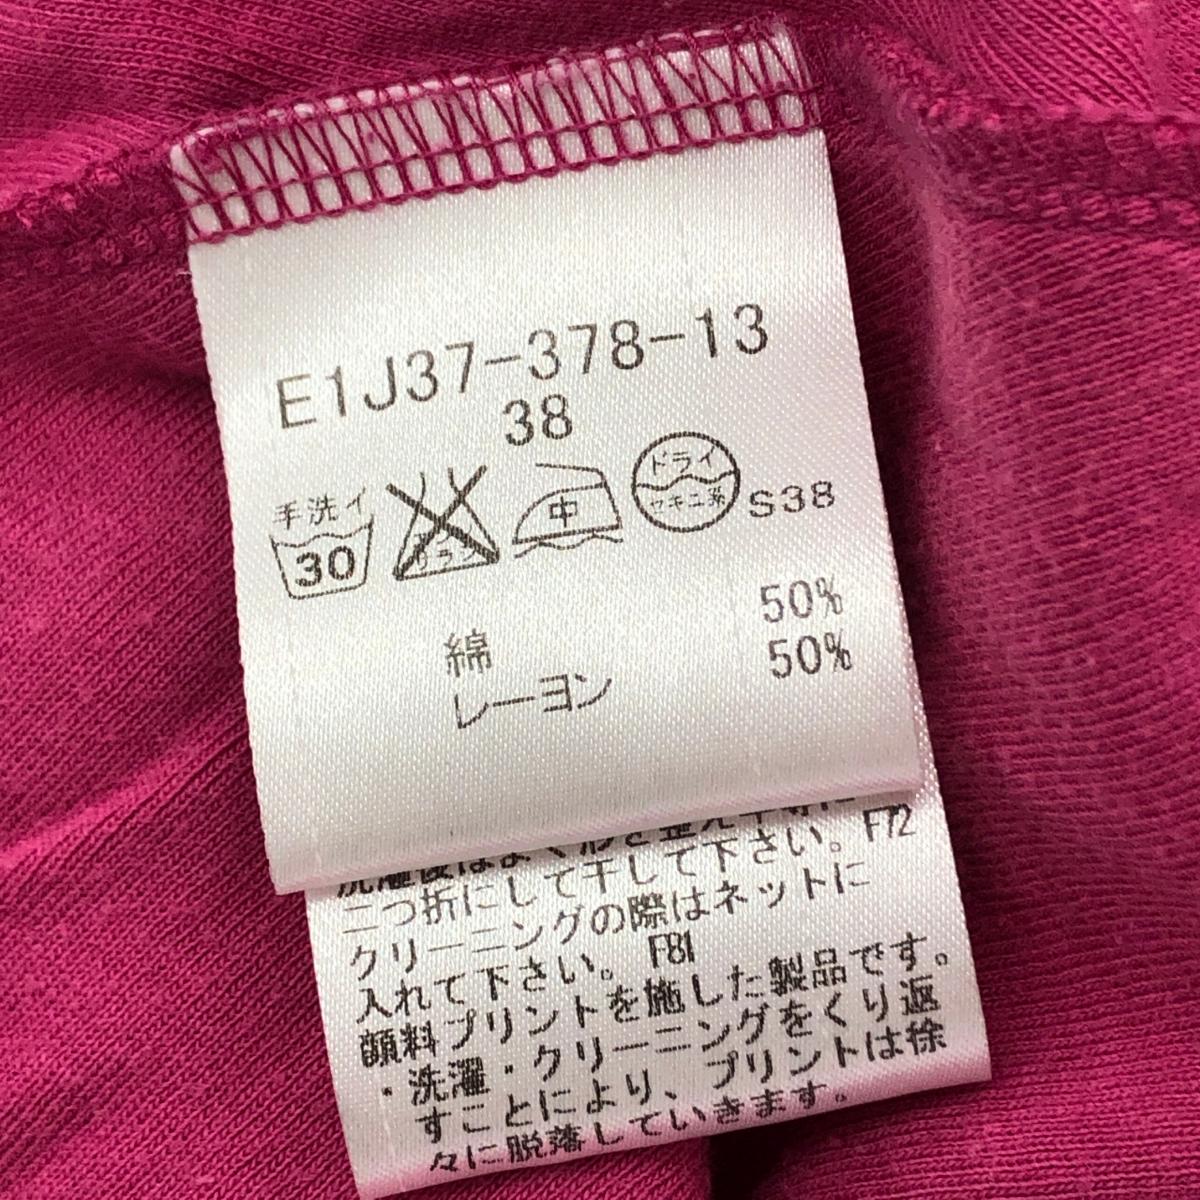 E1J37-378-13
38
手洗イ
30
中
ドライ
セキユ系
S38
綿 50%
レーヨン 50%
二つ折にして干して下さい。F72
クリーニングの際はネットに
入れて下さい。 F81
顔料プリントを施した製品です。
・洗濯・クリーニングをくり返
すことにより、プリントは徐
々に脱落していきます。